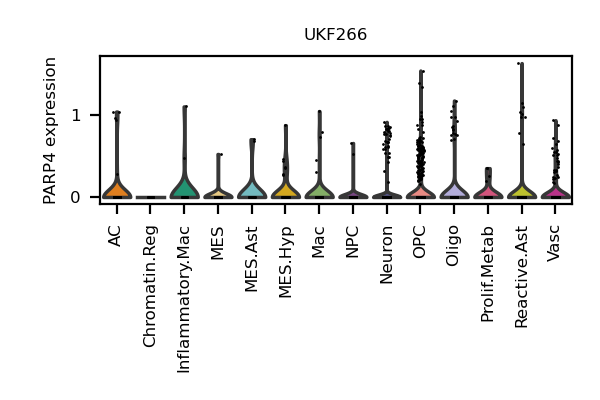 UKF266
PARP4 expression
1
0
AC
Chromatin.Reg
Inflammatory.Mac
MES
MES.Ast
MES.Hyp
Mac
NPC
Neuron
OPC
Oligo
Prolif.Metab
Reactive.Ast
Vasc